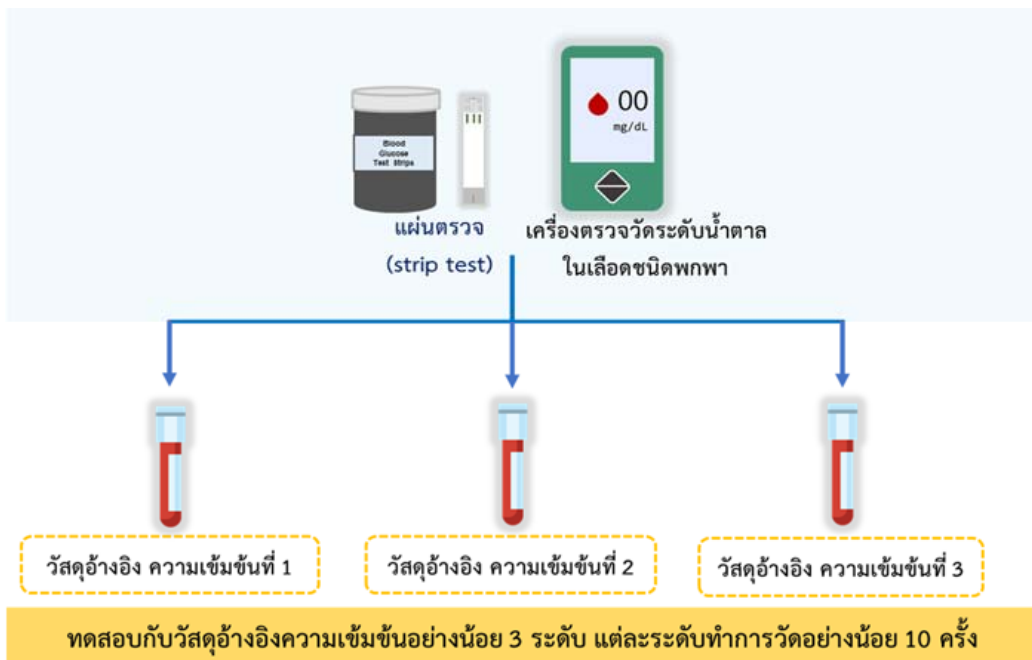 Blood
Glucose
Test Strips
00
mg/dL
แผ่นตรวจ
(strip test)
เครื่องตรวจวัดระดับน้ำตาล
ในเลือดชนิดพกพา
วัสดุอ้างอิง ความเข้มข้นที่ 1
วัสดุอ้างอิง ความเข้มข้นที่ 2
วัสดุอ้างอิง ความเข้มข้นที่ 3
ทดสอบกับวัสดุอ้างอิงความเข้มข้นอย่างน้อย 3 ระดับ แต่ละระดับทำการวัดอย่างน้อย 10 ครั้ง